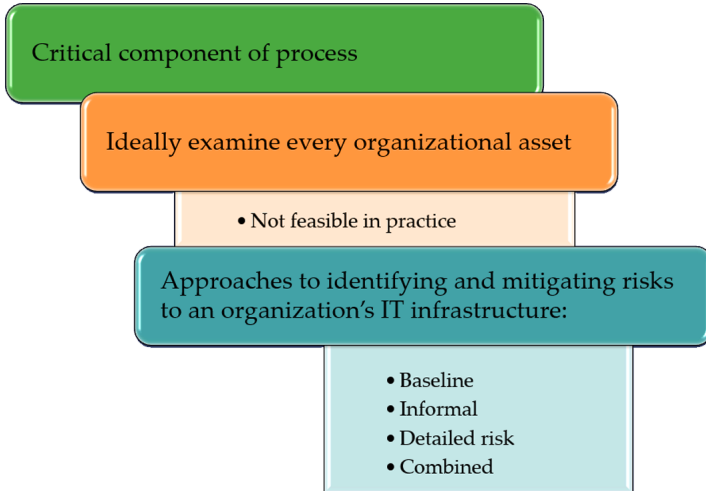 Critical component of process
Ideally examine every organizational asset
• Not feasible in practice
Approaches to identifying and mitigating risks
to an organization’s IT infrastructure:
• Baseline
• Informal
• Detailed risk
• Combined